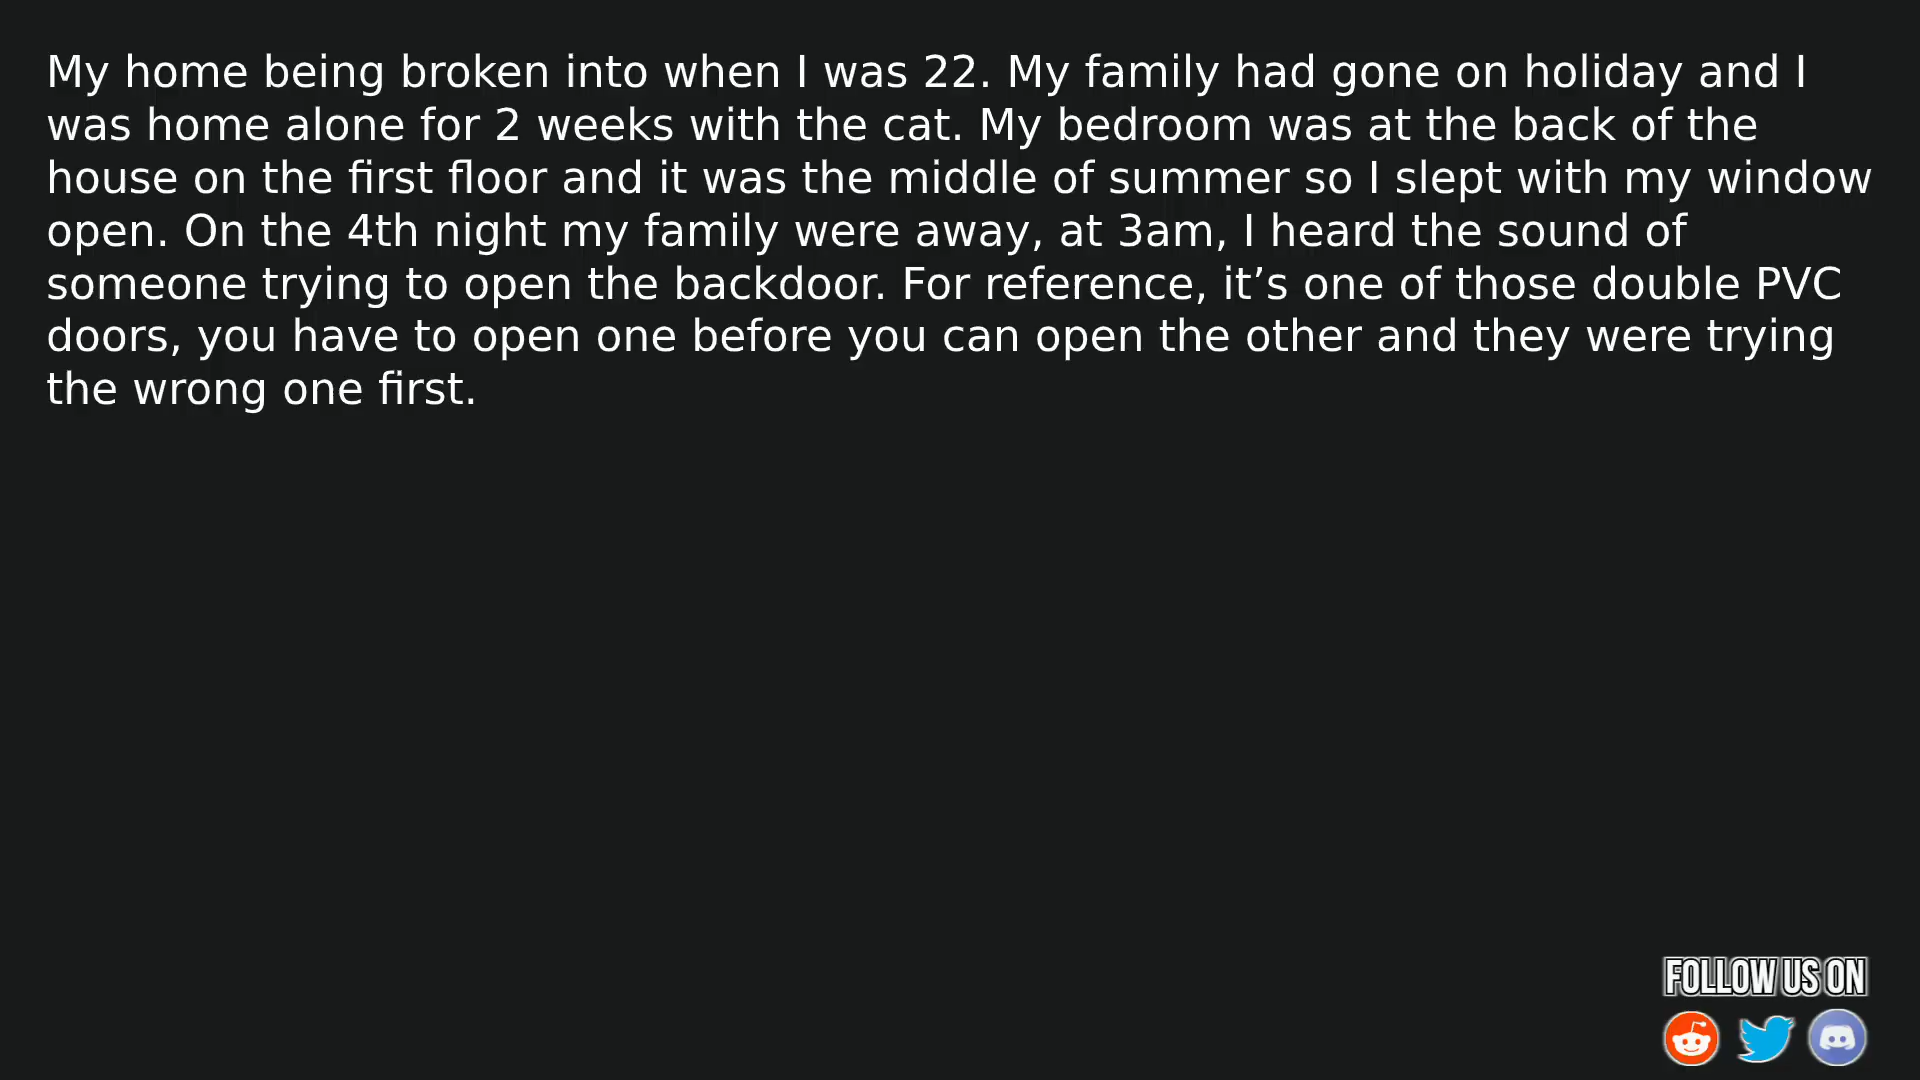 My home being broken into when I was 22. My family had gone on holiday and I
was home alone for 2 weeks with the cat. My bedroom was at the back of the
house on the first floor and it was the middle of summer so I slept with my window
open. On the 4th night my family were away, at 3am, I heard the sound of
someone trying to open the backdoor. For reference, it’s one of those double PVC
doors, you have to open one before you can open the other and they were trying
the wrong one first.
FOLLOW US ON